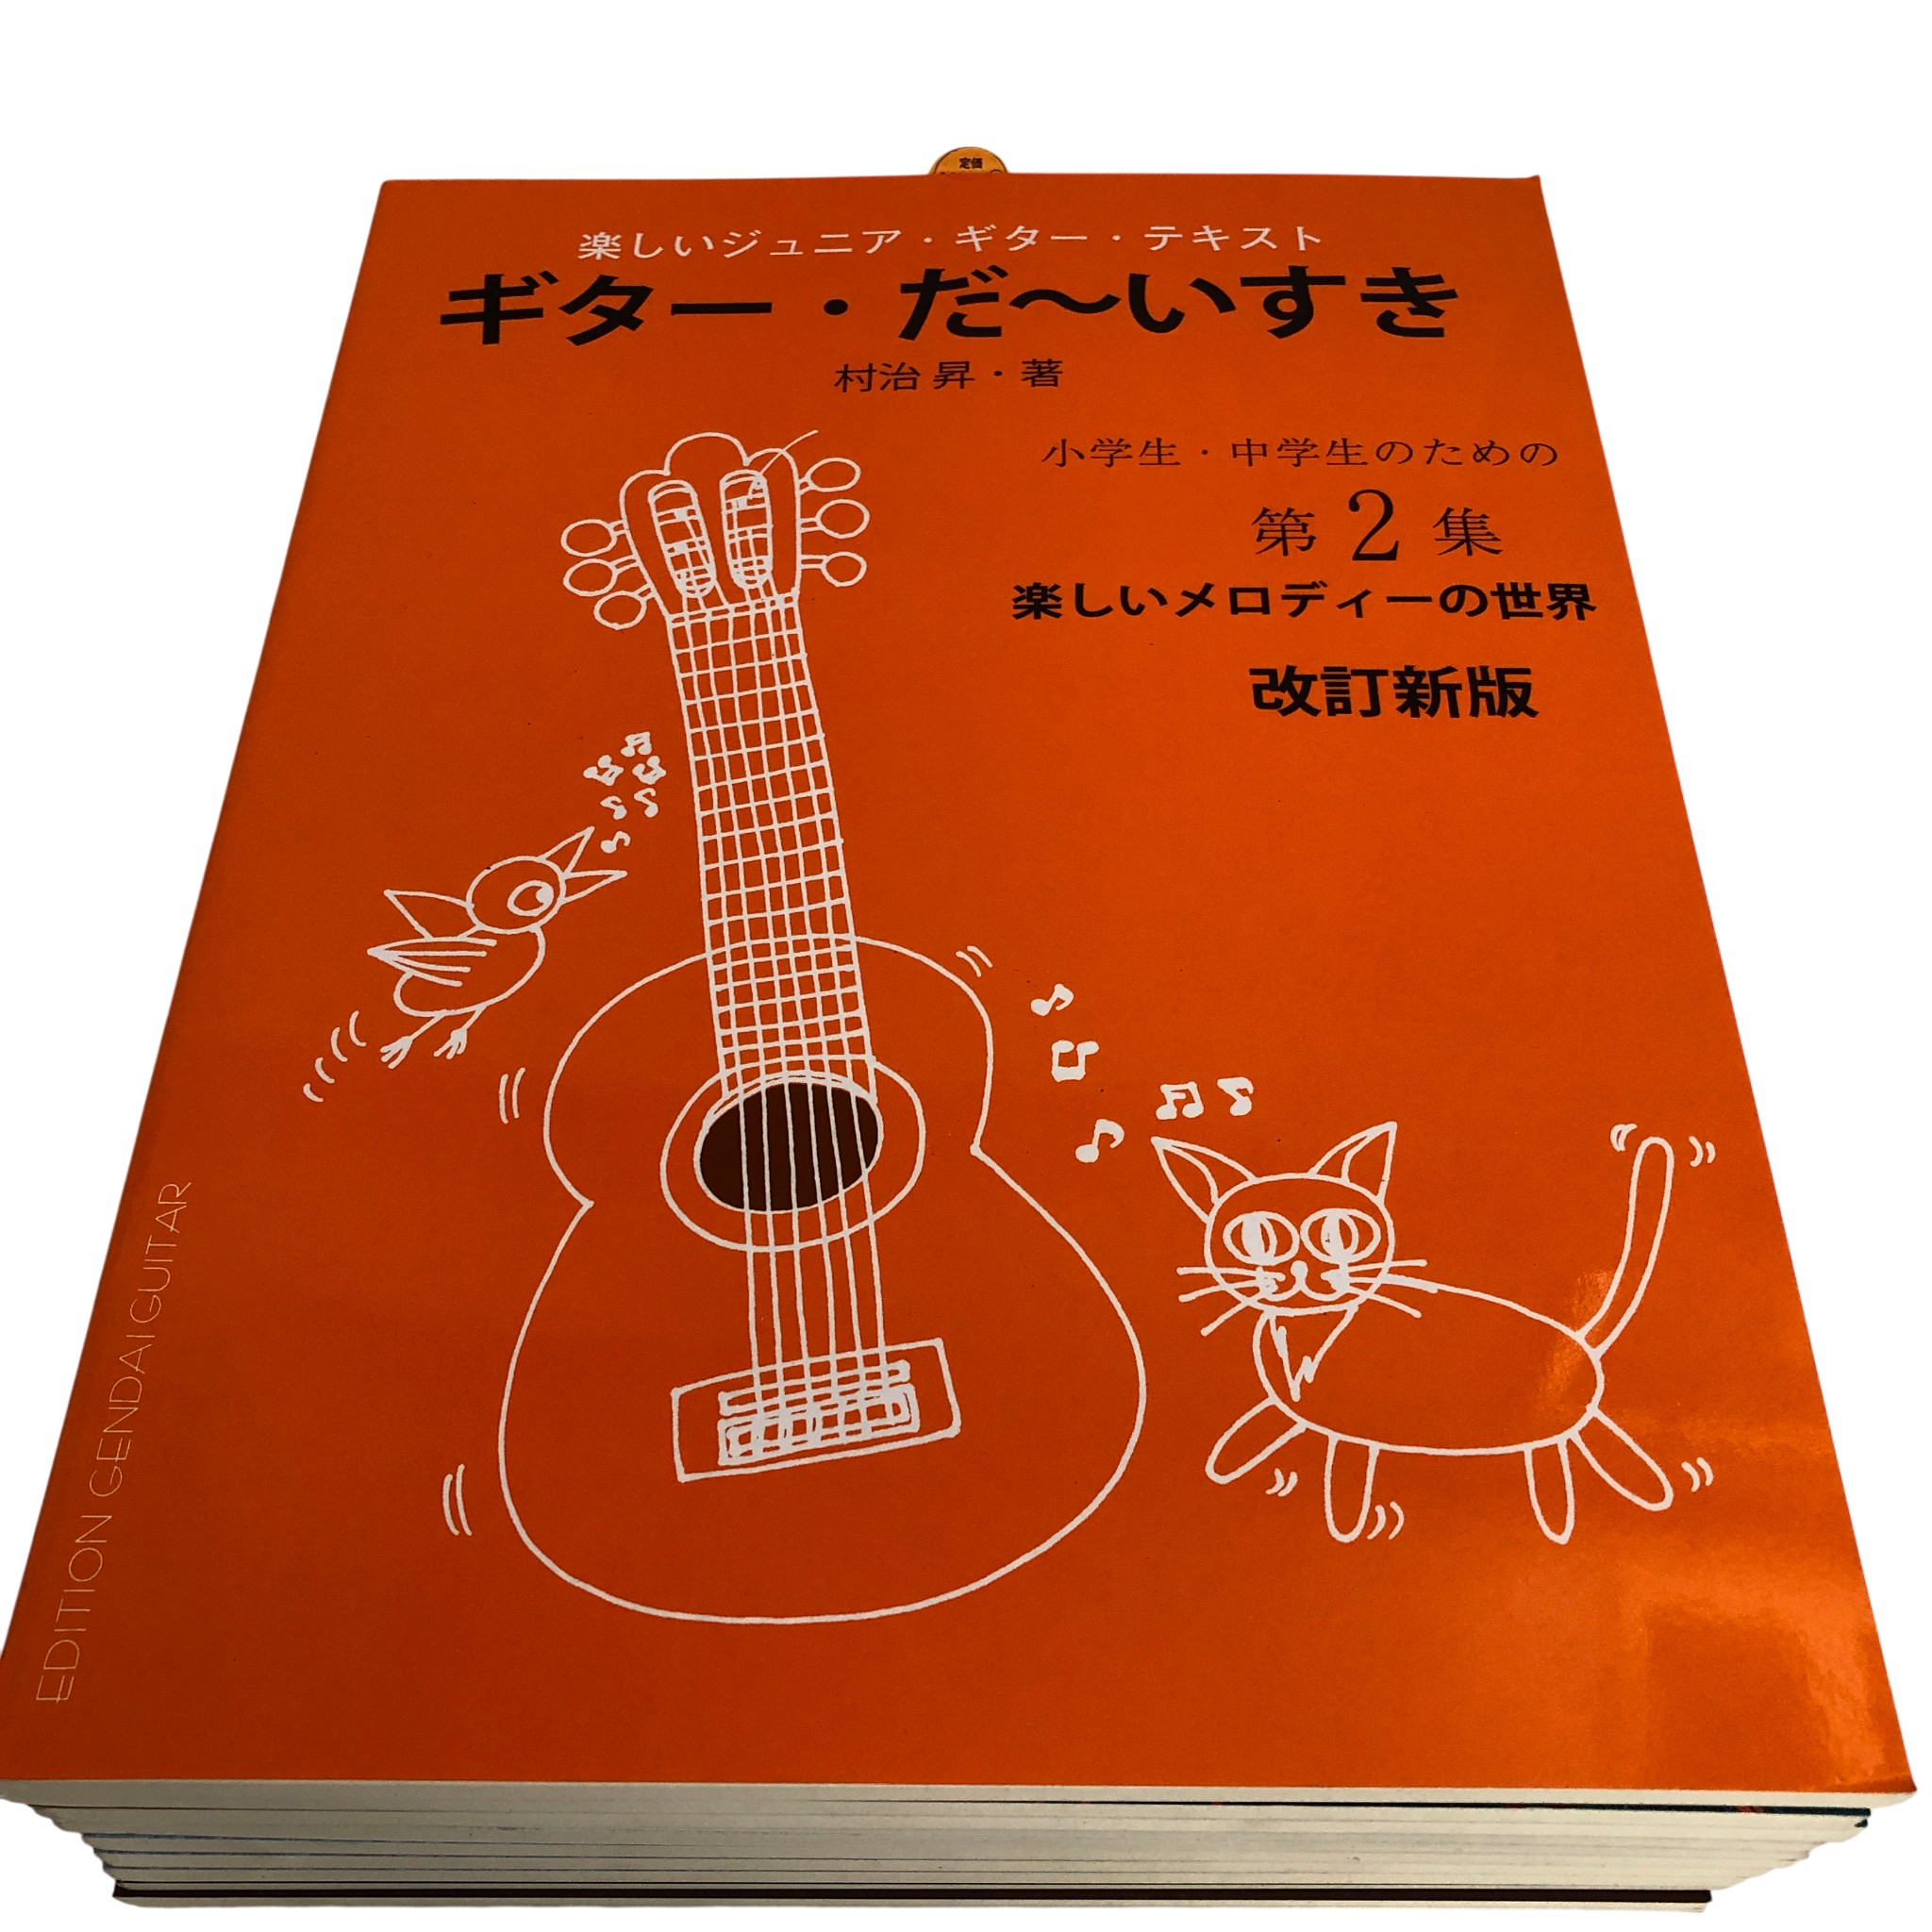 定価
楽しいジュニア・ギター・テキスト
ギター・だ〜いすき
村治 昇・著
小学生・中学生のための
第2集
楽しいメロディーの世界
改訂新版
EDITION GENDAI GUITAR